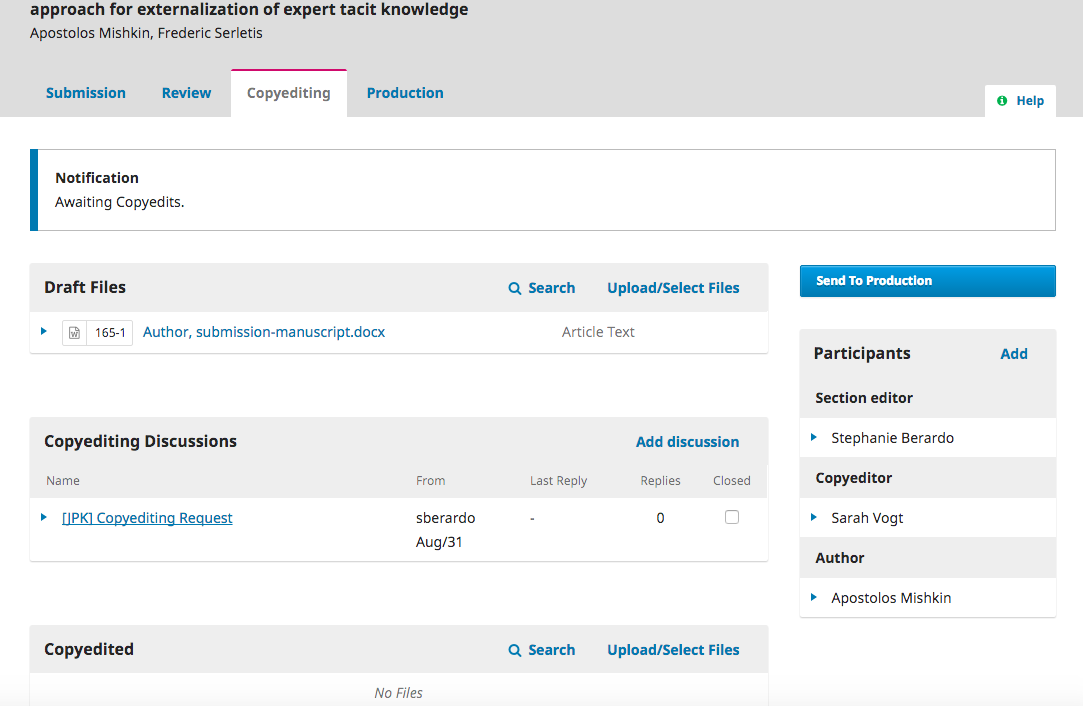 approach for externalization of expert tacit knowledge
Apostolos Mishkin, Frederic Serletis
Submission Review Copyediting Production
Help
Notification
Awaiting Copyedits.
Draft Files Search Upload/Select Files
165-1 Author, submission-manuscript.docx Article Text
Copyediting Discussions Add discussion
Name From Last Reply Replies Closed
[JPK] Copyediting Request sberardo - 0
Aug/31
Copyedited Search Upload/Select Files
No Files
Send To Production
Participants Add
Section editor
Stephanie Berardo
Copyeditor
Sarah Vogt
Author
Apostolos Mishkin